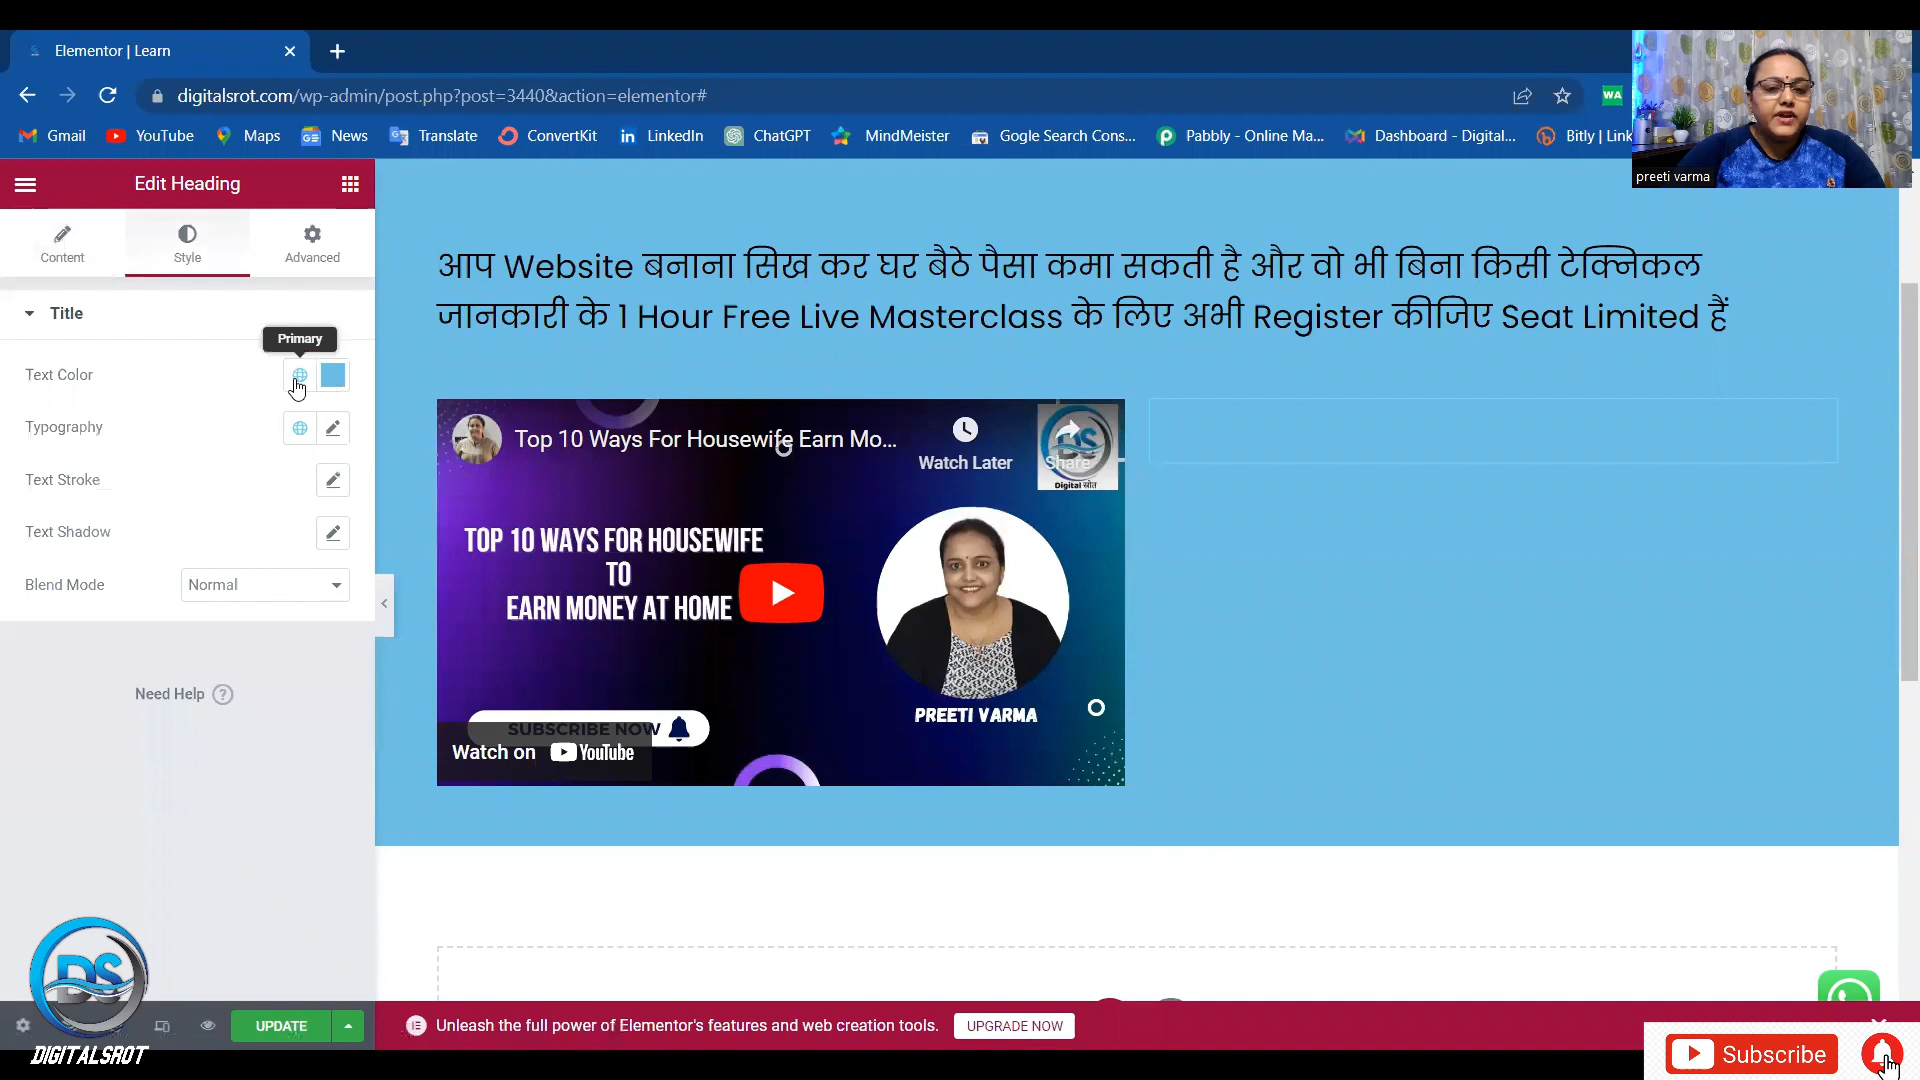 Elementor | Learn
digitalsrot.com/wp-admin/post.php?post=3440&action=elementor#
WA
Gmail YouTube Maps News Translate ConvertKit LinkedIn ChatGPT MindMeister Gogle Search Cons... Pabbly - Online Ma... Dashboard - Digital... Bitly | Link
preeti varma
Edit Heading
Content Style Advanced
Title
Primary
Text Color
Typography
Text Stroke
Text Shadow
Blend Mode Normal
Need Help ?
आप Website बनाना सिख कर घर बैठे पैसा कमा सकती है और वो भी बिना किसी टेक्निकल
जानकारी के 1 Hour Free Live Masterclass के लिए अभी Register कीजिए Seat Limited हैं
Top 10 Ways For Housewife Earn Mo...
Watch Later
Share
Digital स्रोत
TOP 10 WAYS FOR HOUSEWIFE
TO
EARN MONEY AT HOME
PREETI VARMA
SUBSCRIBE NOW
Watch on YouTube
DS
DIGITALSROT
UPDATE
Unleash the full power of Elementor's features and web creation tools. UPGRADE NOW
Subscribe